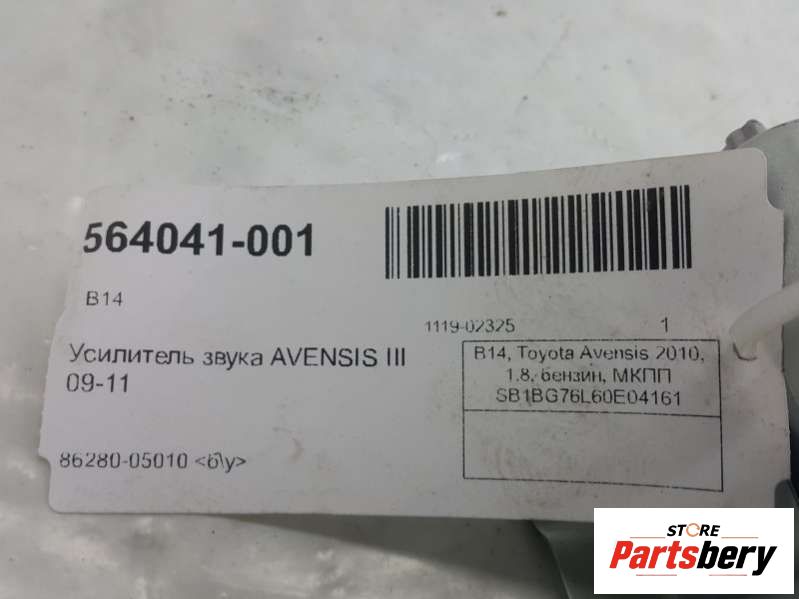 564041-001
B14
Усилитель звука AVENSIS III
09-11
86280-05010 <б\у>
1119-02325 1
B14, Toyota Avensis 2010,
1.8, бензин, МКПП
SB1BG76L60E04161
STORE
Partsbery